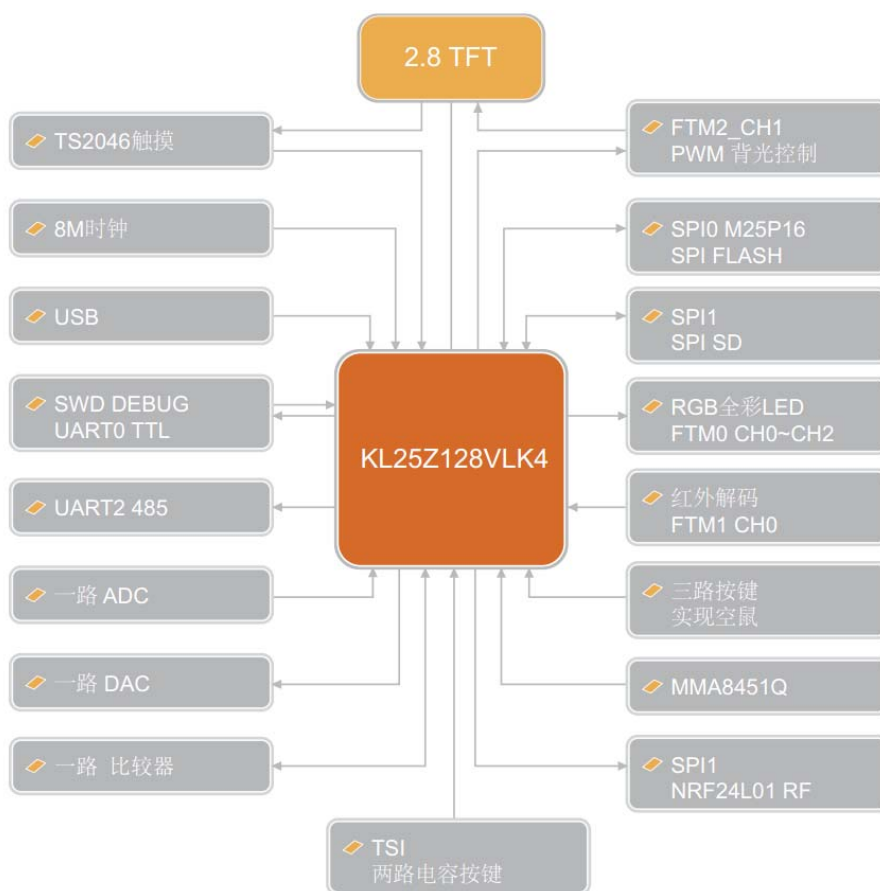 2.8 TFT
TS2046触摸
8M时钟
USB
SWD DEBUG
UART0 TTL
UART2 485
一路 ADC
一路 DAC
一路 比较器
KL25Z128VLK4
FTM2_CH1
PWM 背光控制
SPI0 M25P16
SPI FLASH
SPI1
SPI SD
RGB全彩LED
FTM0 CH0~CH2
红外解码
FTM1 CH0
三路按键
实现空鼠
MMA8451Q
SPI1
NRF24L01 RF
TSI
两路电容按键